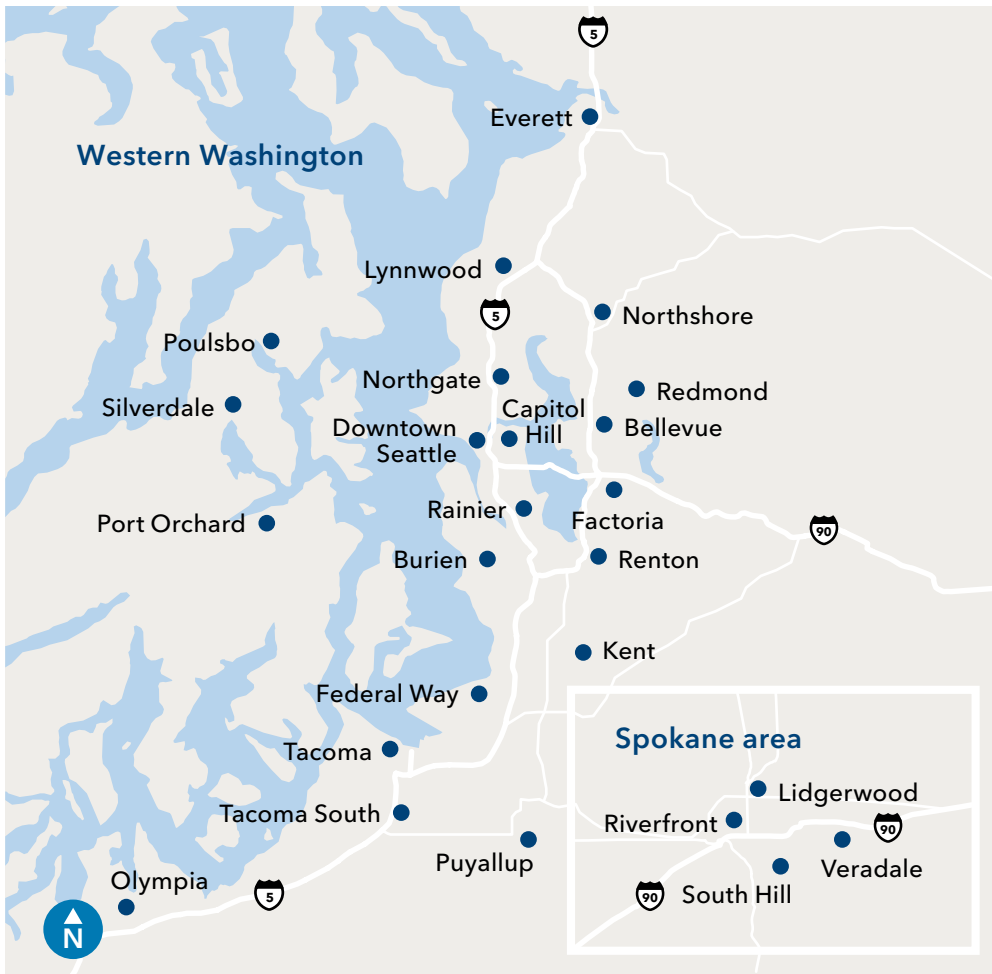 5
Everett
Western Washington
Lynnwood
5
Northshore
Poulsbo
Northgate
Redmond
Silverdale
Capitol
Hill
Downtown
Seattle
Bellevue
Rainier
Factoria
Port Orchard
90
Burien
Renton
Kent
Federal Way
Spokane area
Tacoma
Lidgerwood
Tacoma South
Riverfront
90
Puyallup
Veradale
Olympia
5
90
South Hill
N